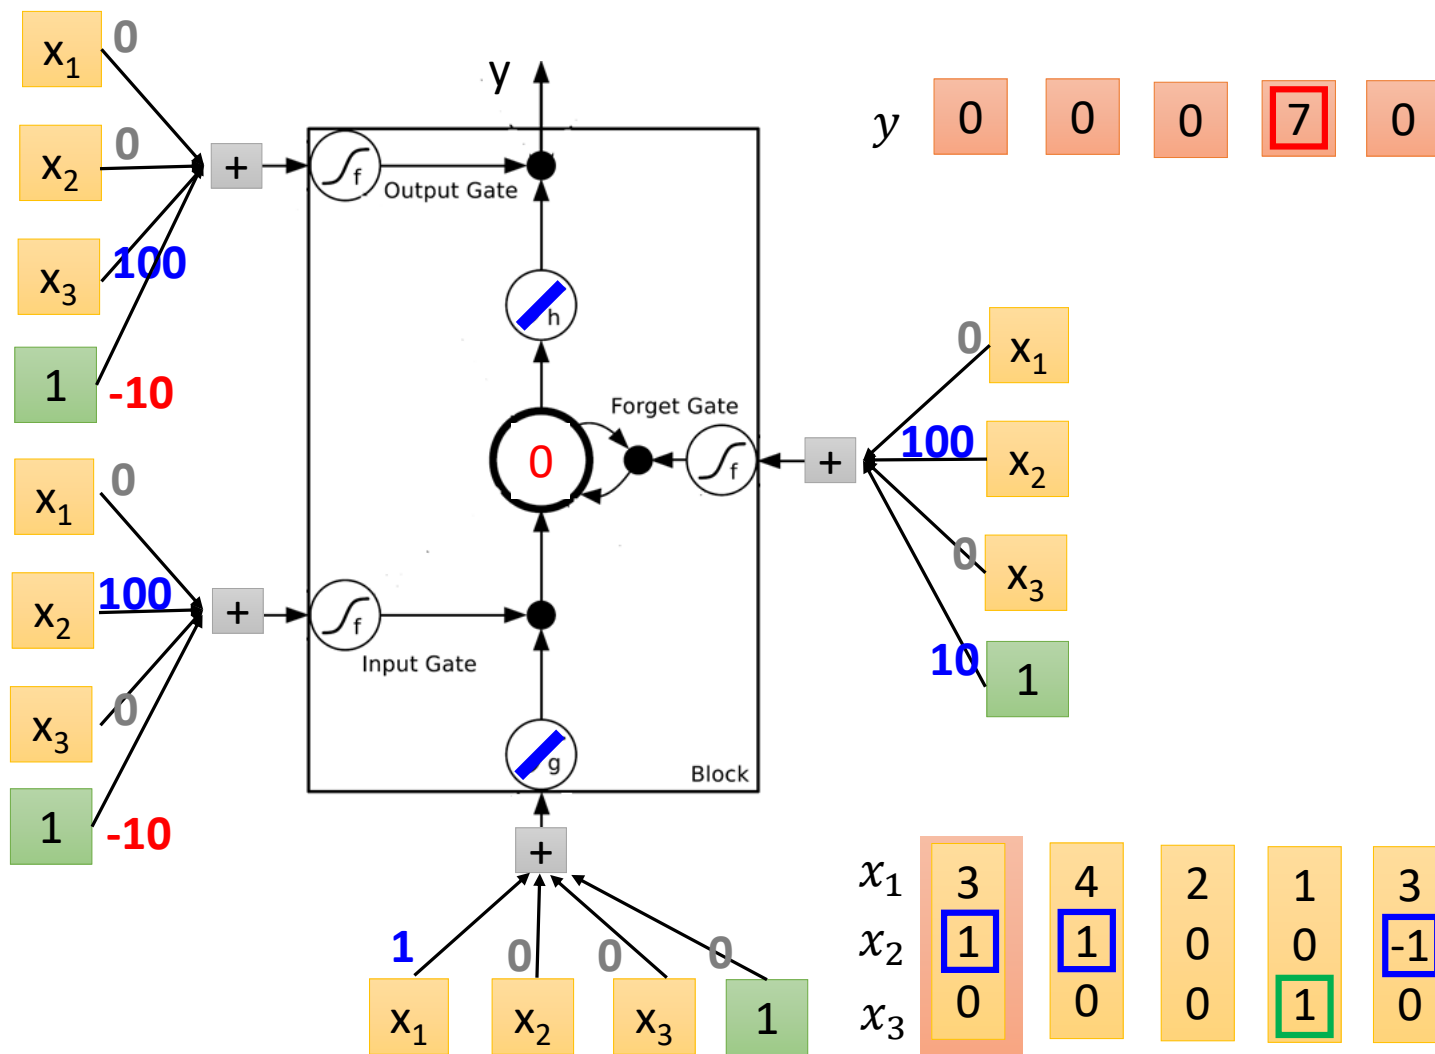 x1 0
x2 0
x3 100
1 -10
y
y 0 0 0 7 0
+ f Output Gate
h
Forget Gate
0 f +
0 x1
100 x2
0 x3
10 1
x1 0
x2 100
x3 0
1 -10
+ f Input Gate
g
Block
+
1 0 0 0
x1 x2 x3 1
x1 3 4 2 1 3
x2 1 1 0 0 -1
x3 0 0 0 1 0